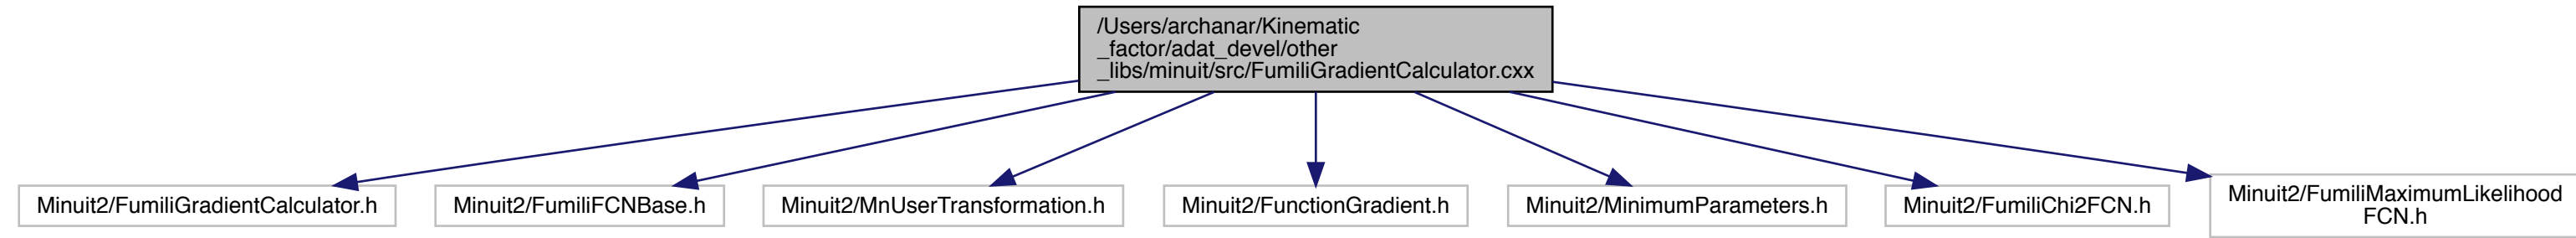 /Users/archanar/Kinematic
_factor/adat_devel/other
_libs/minuit/src/FumiliGradientCalculator.cxx
Minuit2/FumiliGradientCalculator.h
Minuit2/FumiliFCNBase.h
Minuit2/MnUserTransformation.h
Minuit2/FunctionGradient.h
Minuit2/MinimumParameters.h
Minuit2/FumiliChi2FCN.h
Minuit2/FumiliMaximumLikelihood
FCN.h